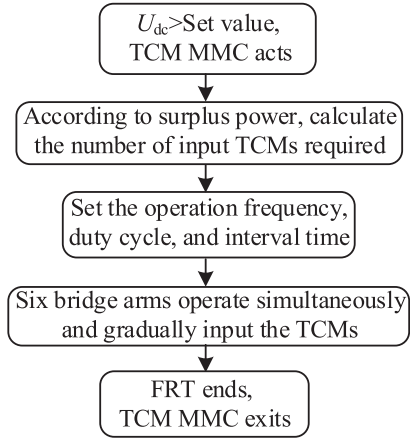 Udc>Set value,
TCM MMC acts
According to surplus power, calculate
the number of input TCMs required
Set the operation frequency,
duty cycle, and interval time
Six bridge arms operate simultaneously
and gradually input the TCMs
FRT ends,
TCM MMC exits